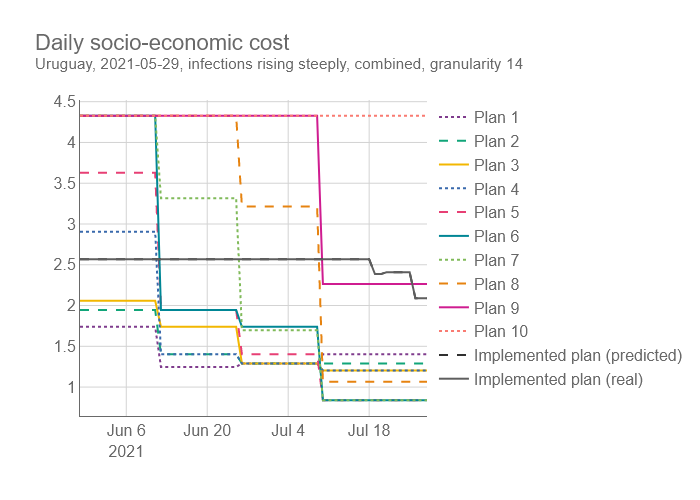 Daily socio-economic cost
Uruguay, 2021-05-29, infections rising steeply, combined, granularity 14
4.5
4
3.5
3
2.5
2
1.5
1
Jun 6
2021
Jun 20
Jul 4
Jul 18
Plan 1
Plan 2
Plan 3
Plan 4
Plan 5
Plan 6
Plan 7
Plan 8
Plan 9
Plan 10
Implemented plan (predicted)
Implemented plan (real)